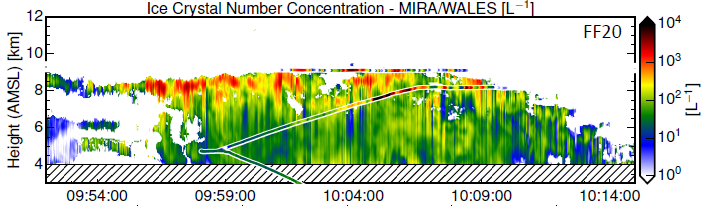 Ice Crystal Number Concentration - MIRA/WALES [L⁻¹]
12
10
8
6
4
Height (AMSL) [km]
FF20
10⁴
10³
10²
10¹
10⁰
[L⁻¹]
09:54:00 09:59:00 10:04:00 10:09:00 10:14:00